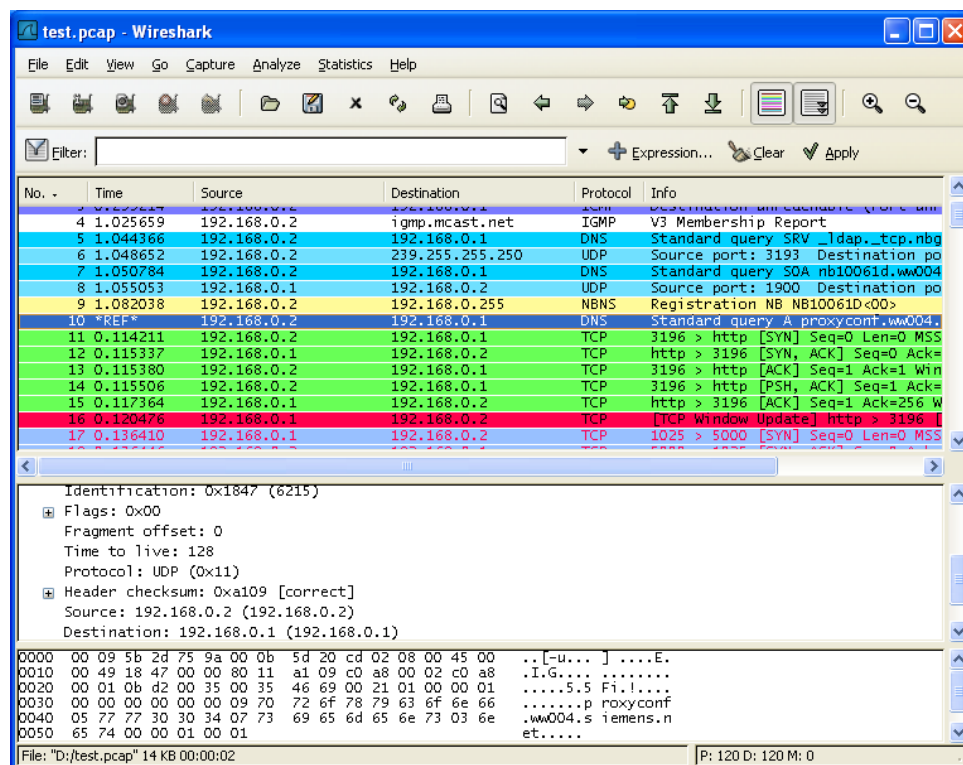 test.pcap - Wireshark
File Edit View Go Capture Analyze Statistics Help
Filter: Expression... Clear Apply
No. - Time Source Destination Protocol Info
4 1.025659 192.168.0.2 igmp.mcast.net IGMP V3 Membership Report
5 1.044366 192.168.0.2 192.168.0.1 DNS Standard query SRV _ldap._tcp.nbg
6 1.048652 192.168.0.2 239.255.255.250 UDP Source port: 3193 Destination po
7 1.050784 192.168.0.2 192.168.0.1 DNS Standard query SOA nb10061d.ww004
8 1.055053 192.168.0.1 192.168.0.2 UDP Source port: 1900 Destination po
9 1.082038 192.168.0.2 192.168.0.255 NBNS Registration NB NB10061D<00>
10 *REF* 192.168.0.2 192.168.0.1 DNS Standard query A proxyconf.ww004.
11 0.114211 192.168.0.2 192.168.0.1 TCP 3196 > http [SYN] Seq=0 Len=0 MSS
12 0.115337 192.168.0.1 192.168.0.2 TCP http > 3196 [SYN, ACK] Seq=0 Ack=
13 0.115380 192.168.0.2 192.168.0.1 TCP 3196 > http [ACK] Seq=1 Ack=1 Win
14 0.115506 192.168.0.2 192.168.0.1 TCP 3196 > http [PSH, ACK] Seq=1 Ack=
15 0.117364 192.168.0.1 192.168.0.2 TCP http > 3196 [ACK] Seq=1 Ack=256 W
16 0.120476 192.168.0.1 192.168.0.2 TCP [TCP Window Update] http > 3196 [
17 0.136410 192.168.0.1 192.168.0.2 TCP 1025 > 5000 [SYN] Seq=0 Len=0 MSS
Identification: 0x1847 (6215)
Flags: 0x00
Fragment offset: 0
Time to live: 128
Protocol: UDP (0x11)
Header checksum: 0xa109 [correct]
Source: 192.168.0.2 (192.168.0.2)
Destination: 192.168.0.1 (192.168.0.1)
0000 00 09 5b 2d 75 9a 00 0b 5d 20 cd 02 08 00 45 00 ..[-u... ] ....E.
0010 00 49 18 47 00 00 80 11 a1 09 c0 a8 00 02 c0 a8 .I.G.... ........
0020 00 01 0b d2 00 35 00 35 46 69 00 21 01 00 00 01 .....5.5 Fi.!....
0030 00 00 00 00 00 00 09 70 72 6f 78 79 63 6f 6e 66 .......p roxyconf
0040 05 77 77 30 30 34 07 73 69 65 6d 65 6e 73 03 6e .ww004.s iemens.n
0050 65 74 00 00 01 00 01 et.....
File: "D:/test.pcap" 14 KB 00:00:02 P: 120 D: 120 M: 0